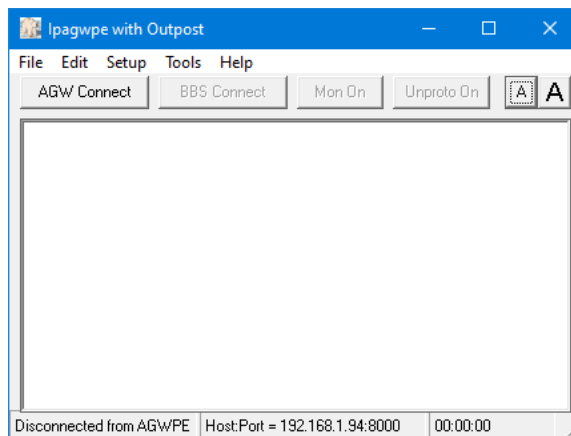 Ipagwpe with Outpost
File Edit Setup Tools Help
AGW Connect BBS Connect Mon On Unproto On A A
Disconnected from AGWPE Host:Port = 192.168.1.94:8000 00:00:00